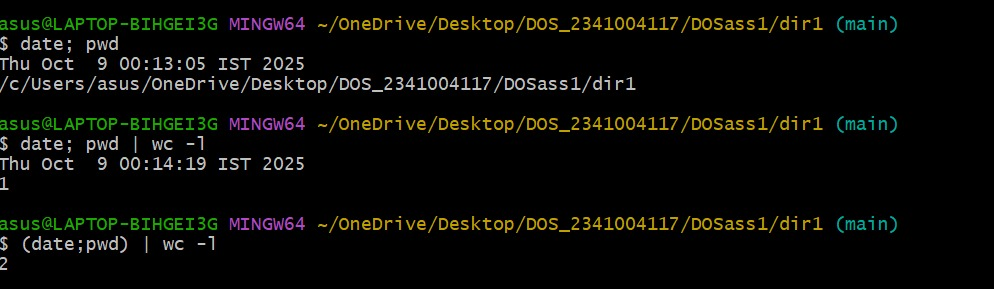 asus@LAPTOP-BIHGEI3G MINGW64 ~/OneDrive/Desktop/DOS_2341004117/DOSass1/dir1 (main)
$ date; pwd
Thu Oct  9 00:13:05 IST 2025
/c/Users/asus/OneDrive/Desktop/DOS_2341004117/DOSass1/dir1
asus@LAPTOP-BIHGEI3G MINGW64 ~/OneDrive/Desktop/DOS_2341004117/DOSass1/dir1 (main)
$ date; pwd | wc -l
Thu Oct  9 00:14:19 IST 2025
1
asus@LAPTOP-BIHGEI3G MINGW64 ~/OneDrive/Desktop/DOS_2341004117/DOSass1/dir1 (main)
$ (date;pwd) | wc -l
2